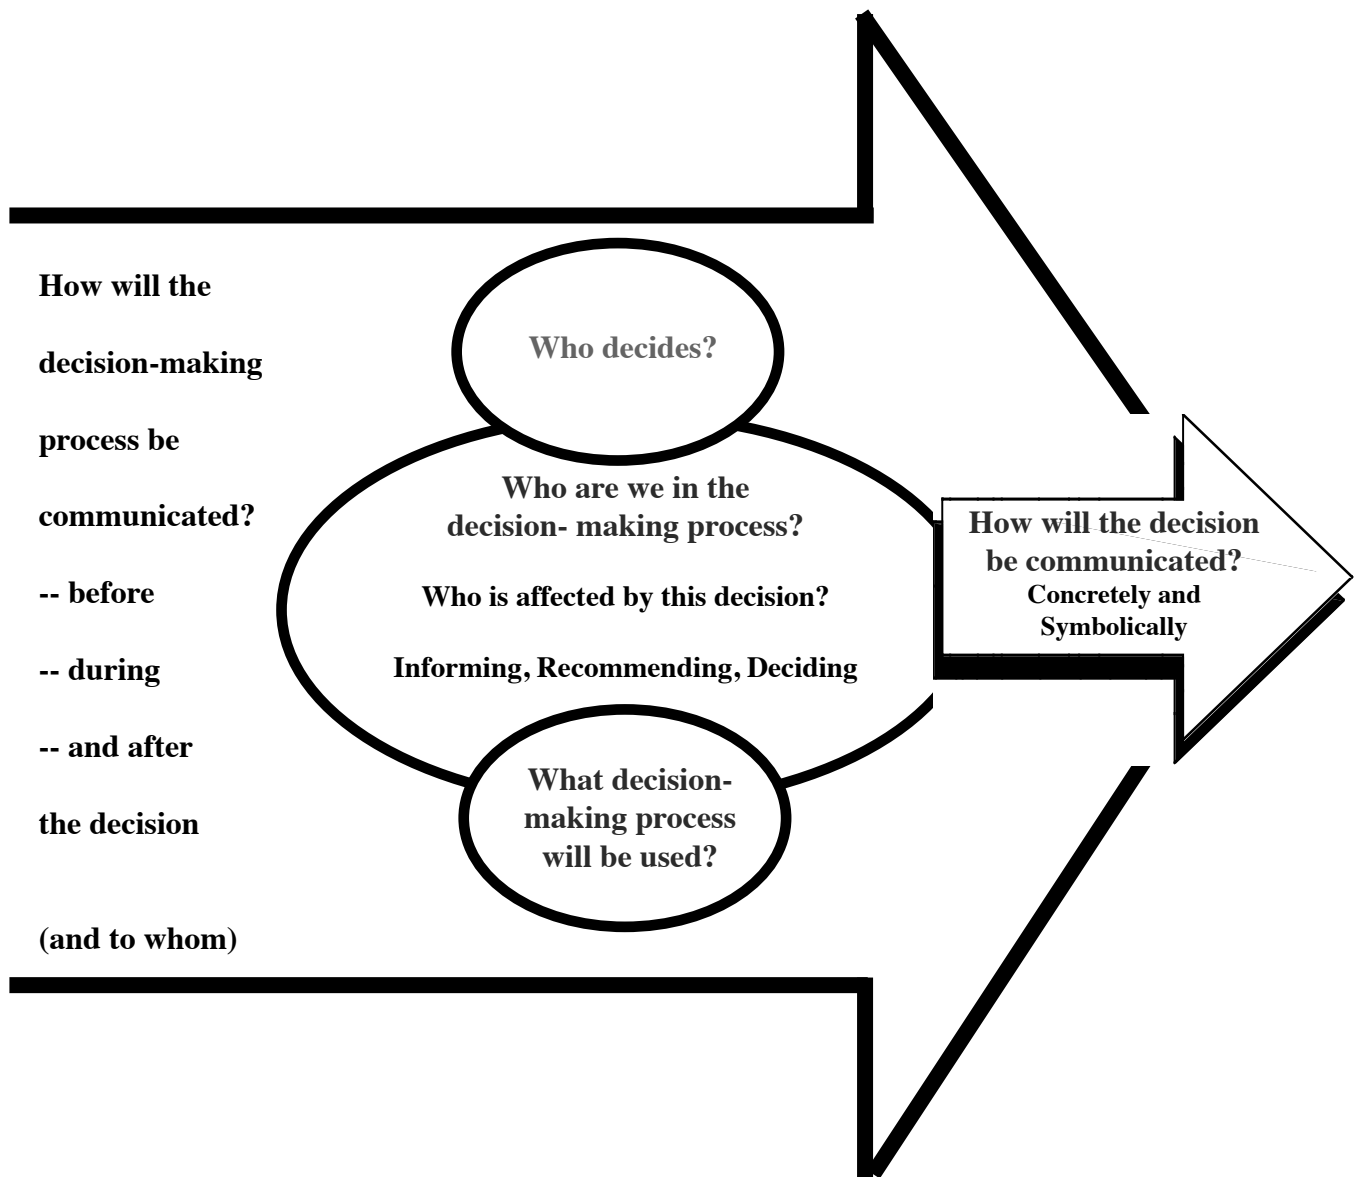 How will the
decision-making
process be
communicated?
-- before
-- during
-- and after
the decision
(and to whom)
Who decides?
Who are we in the
decision- making process?
Who is affected by this decision?
Informing, Recommending, Deciding
What decision-
making process
will be used?
How will the decision
be communicated?
Concretely and
Symbolically